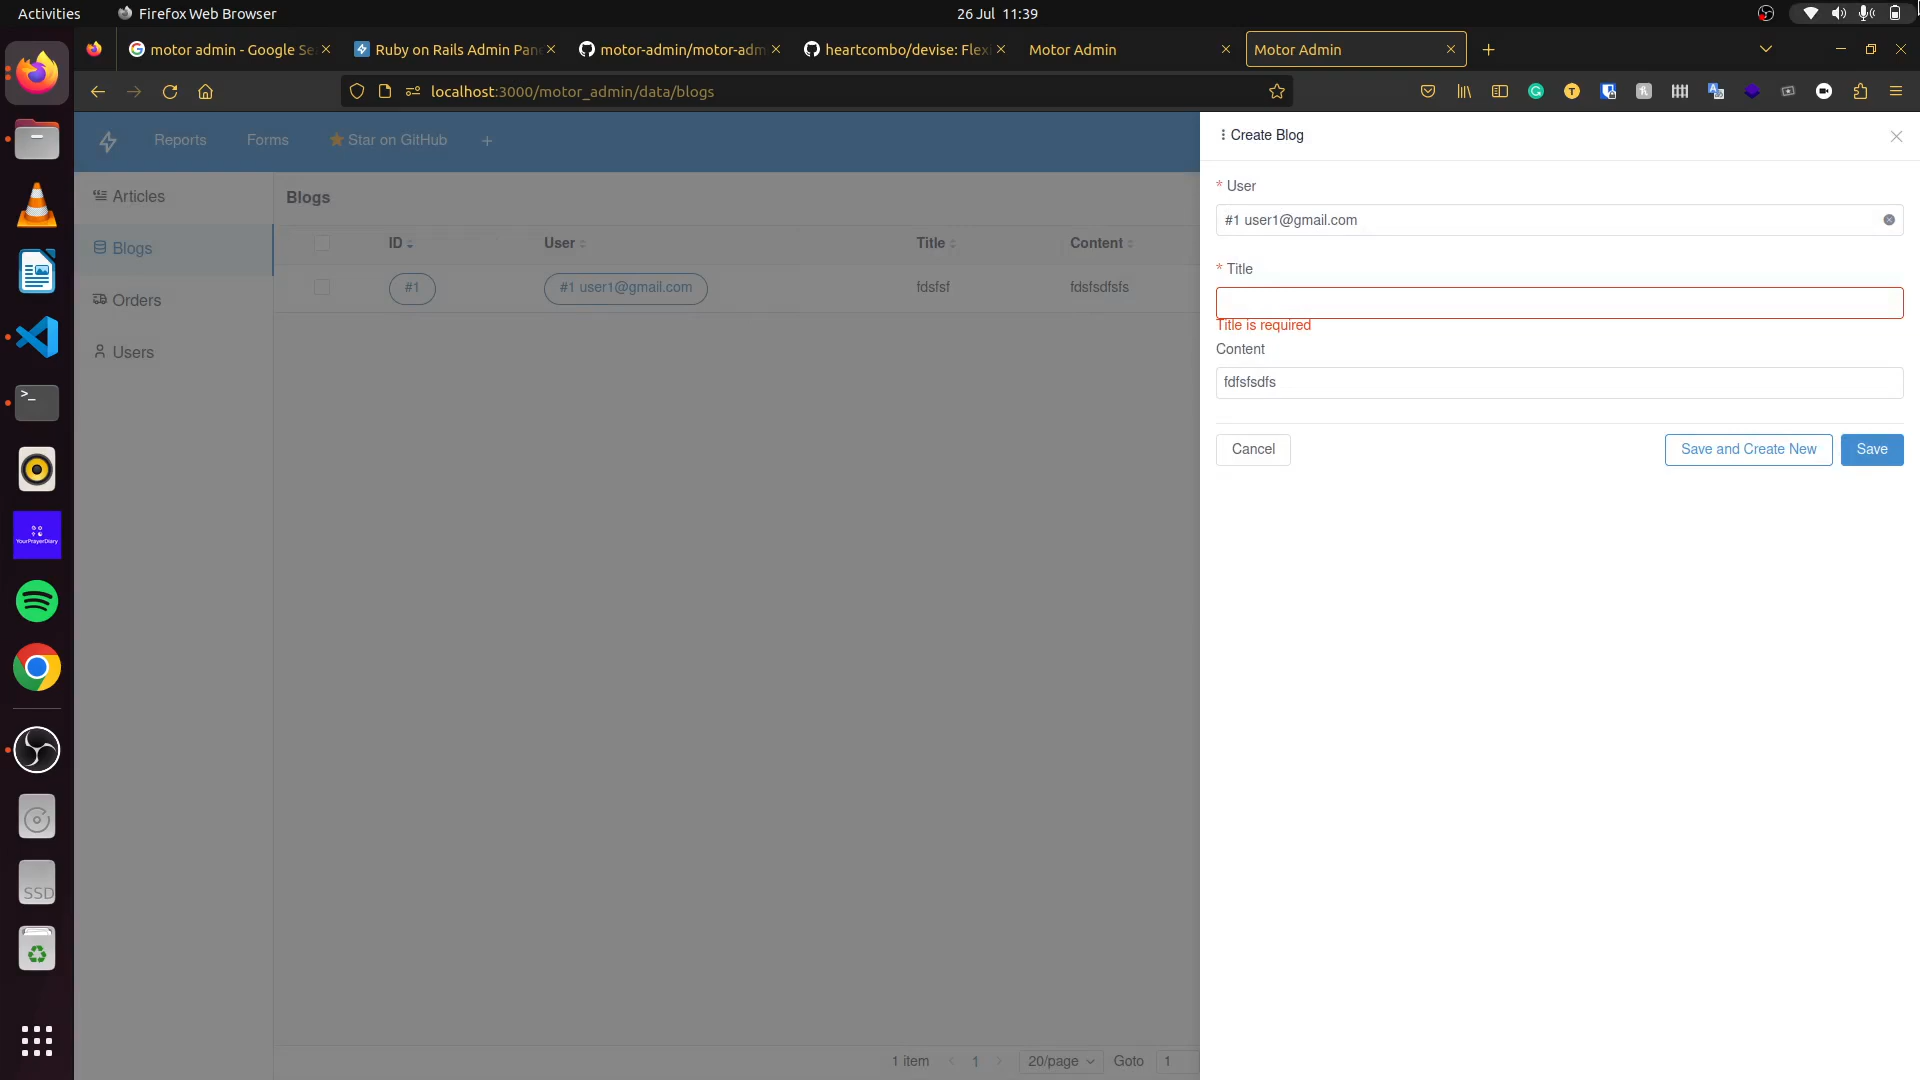 Activities
Firefox Web Browser
26 Jul 11:39
motor admin - Google Se
Ruby on Rails Admin Pan
motor-admin/motor-adm
heartcombo/devise: Flexi
Motor Admin
Motor Admin
localhost:3000/motor_admin/data/blogs
Reports
Forms
Star on GitHub
+
Articles
Blogs
Orders
Users
Blogs
ID
User
Title
Content
#1
#1 user1@gmail.com
fdsfsf
fdsfsdfsfs
1 item
1
20/page
Goto
1
Create Blog
* User
#1 user1@gmail.com
* Title
Title is required
Content
fdfsfsdfs
Cancel
Save and Create New
Save
YourPrayerDiary
SSD